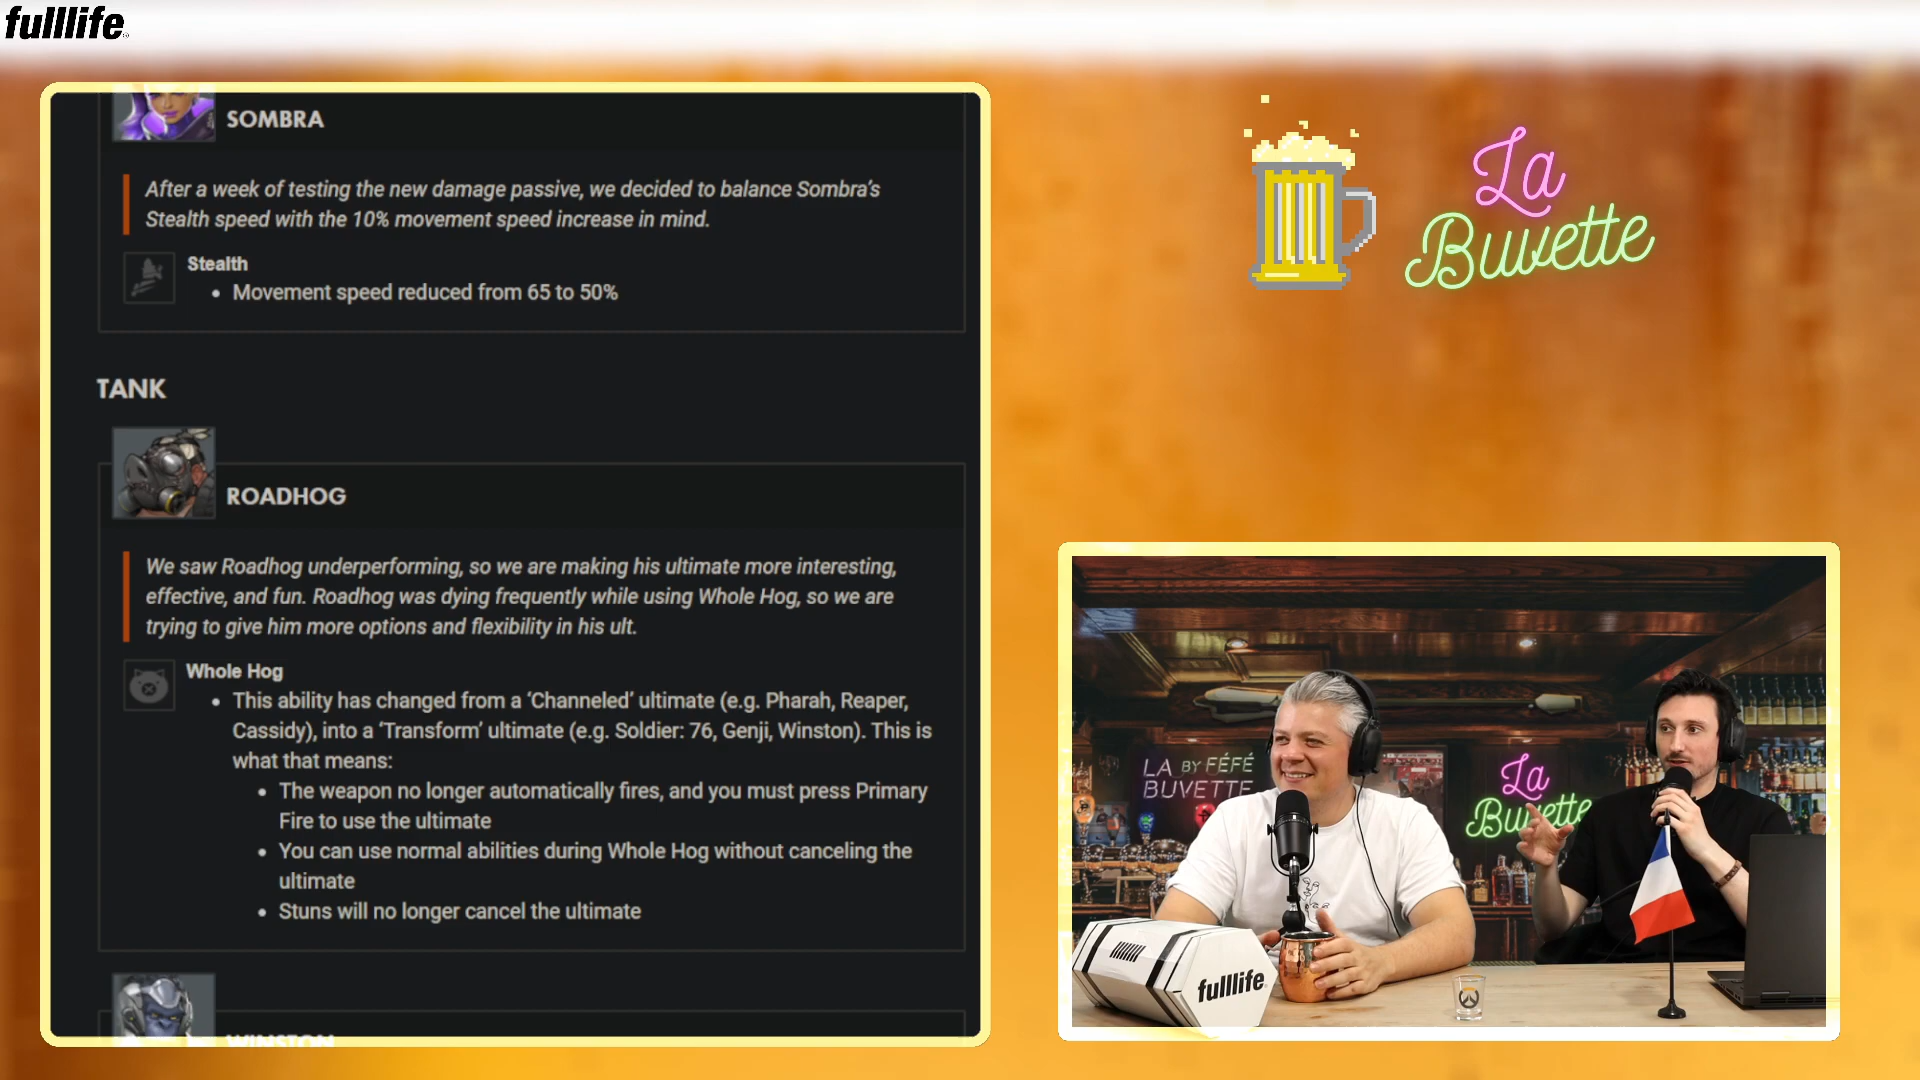 fulllife
SOMBRA
After a week of testing the new damage passive, we decided to balance Sombra's
Stealth speed with the 10% movement speed increase in mind.
Stealth
• Movement speed reduced from 65 to 50%
TANK
ROADHOG
We saw Roadhog underperforming, so we are making his ultimate more interesting,
effective, and fun. Roadhog was dying frequently while using Whole Hog, so we are
trying to give him more options and flexibility in his ult.
Whole Hog
• This ability has changed from a ‘Channeled’ ultimate (e.g. Pharah, Reaper,
Cassidy), into a ‘Transform’ ultimate (e.g. Soldier: 76, Genji, Winston). This is
what that means:
• The weapon no longer automatically fires, and you must press Primary
Fire to use the ultimate
• You can use normal abilities during Whole Hog without canceling the
ultimate
• Stuns will no longer cancel the ultimate
WINSTON
La
Buvette
LA BY FÉFÉ
BUVETTE
La
Buvette
fulllife